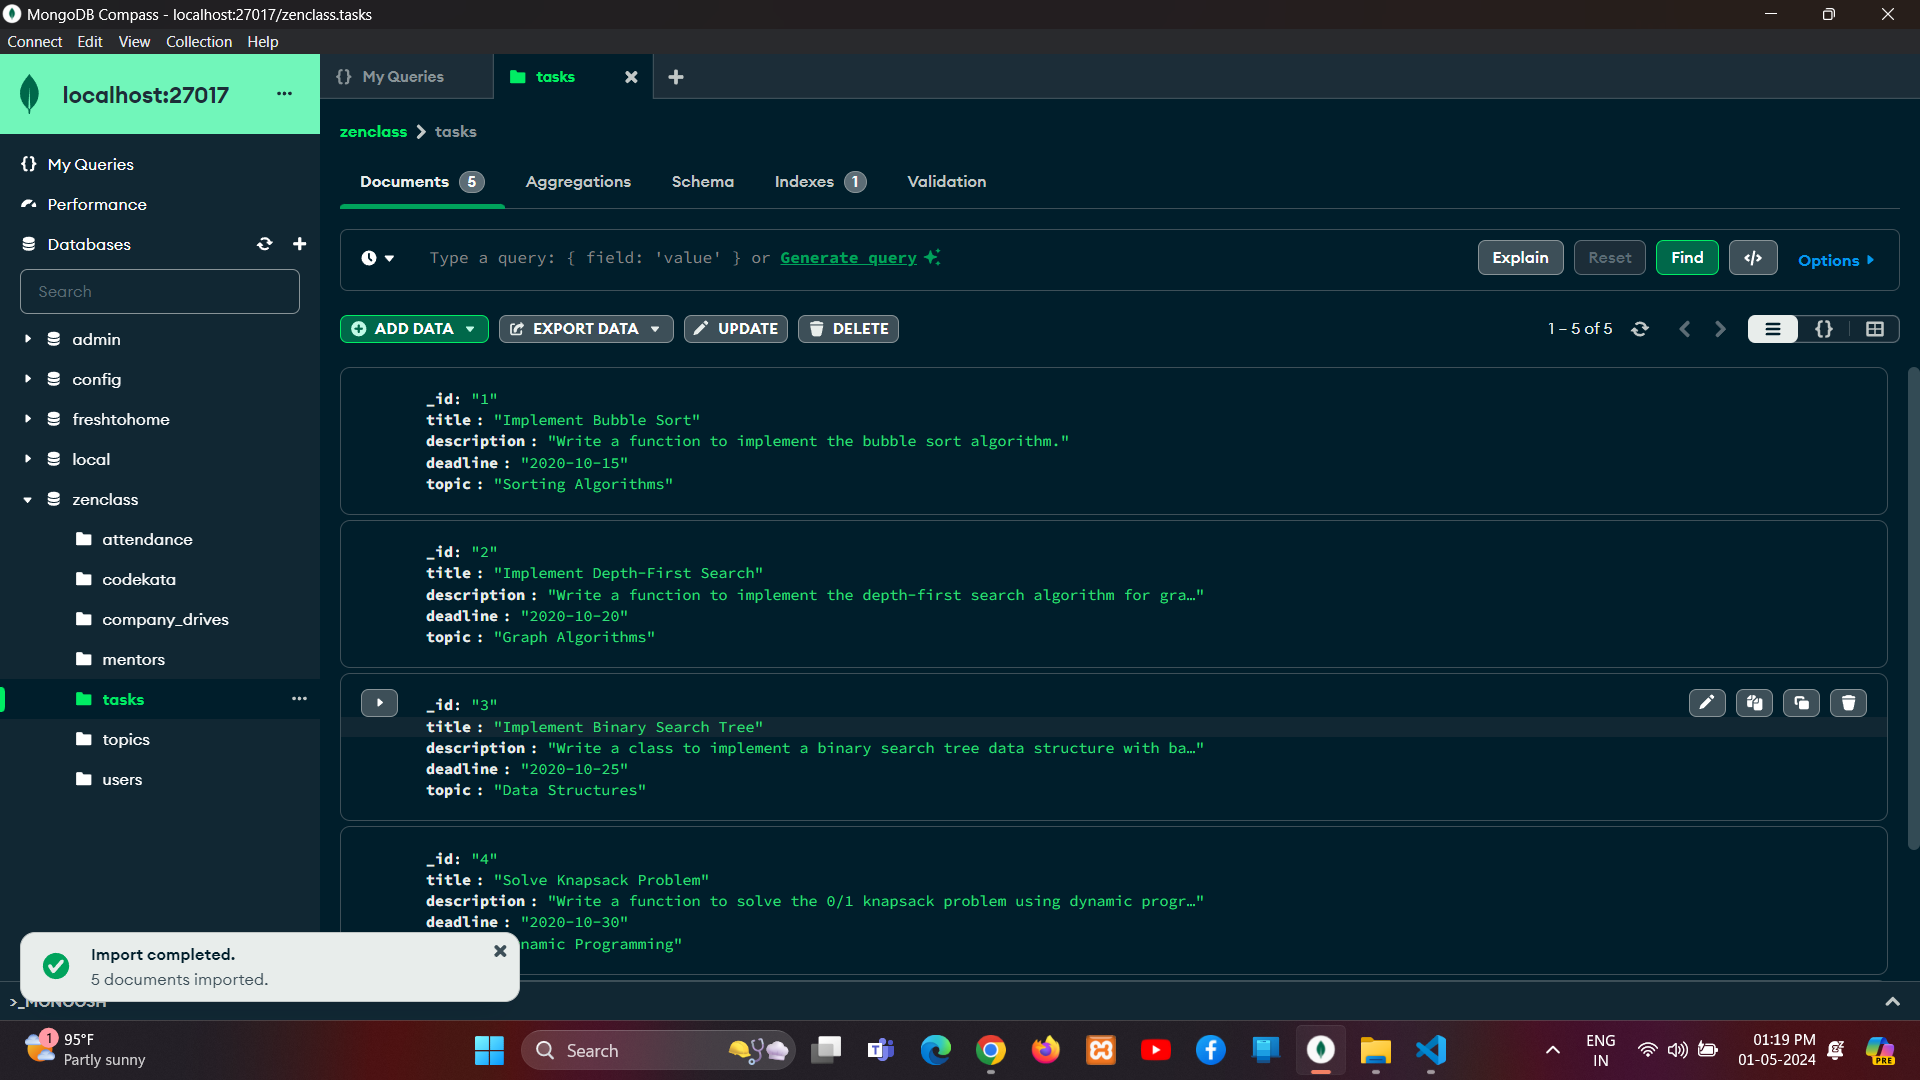 MongoDB Compass - localhost:27017/zenclass.tasks
Connect Edit View Collection Help
localhost:27017 ...
{} My Queries
tasks
zenclass > tasks
My Queries
Performance
Databases
Search
admin
config
freshtohome
local
zenclass
attendance
codekata
company_drives
mentors
tasks ...
topics
users
Documents 5 Aggregations Schema Indexes 1 Validation
Type a query: { field: 'value' } or Generate query
Explain Reset Find </> Options
ADD DATA EXPORT DATA UPDATE DELETE
1 – 5 of 5 {}
_id: "1"
title : "Implement Bubble Sort"
description : "Write a function to implement the bubble sort algorithm."
deadline : "2020-10-15"
topic : "Sorting Algorithms"
_id: "2"
title : "Implement Depth-First Search"
description : "Write a function to implement the depth-first search algorithm for gra…"
deadline : "2020-10-20"
topic : "Graph Algorithms"
_id: "3"
title : "Implement Binary Search Tree"
description : "Write a class to implement a binary search tree data structure with ba…"
deadline : "2020-10-25"
topic : "Data Structures"
_id: "4"
title : "Solve Knapsack Problem"
description : "Write a function to solve the 0/1 knapsack problem using dynamic progr…"
deadline : "2020-10-30"
namic Programming"
Import completed.
5 documents imported.
>_MONGOSH
1
95°F
Partly sunny
Search
PRE
ENG
IN
01:19 PM
01-05-2024